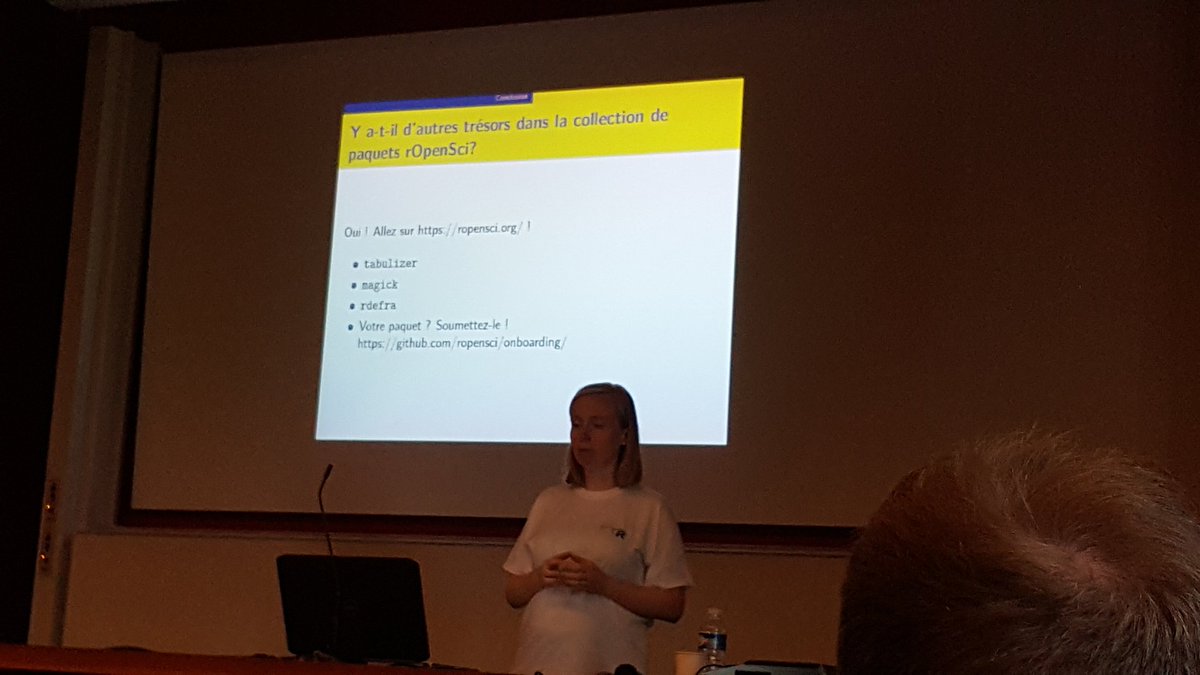 Conclusion
Y a-t-il d'autres trésors dans la collection de
paquets rOpenSci?
Oui ! Allez sur https://ropensci.org/ !
tabulizer
magick
rdefra
Votre paquet ? Soumettez-le !
https://github.com/ropensci/onboarding/
R